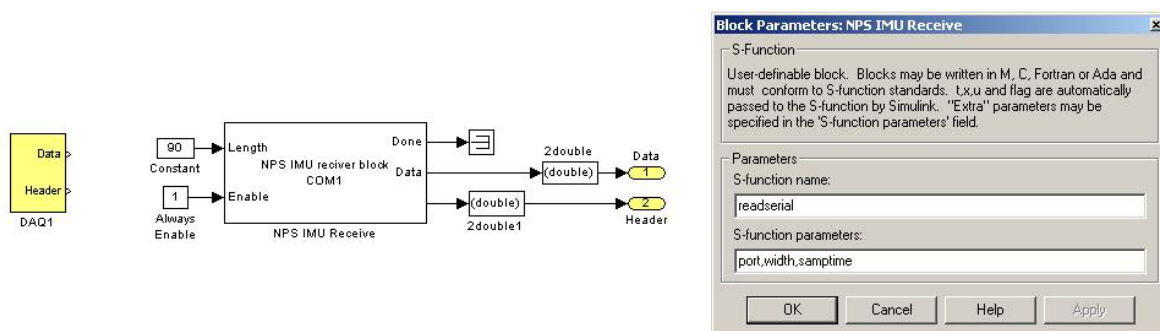 Data
Header
DAQ1
90
Constant
1
Always
Enable
Length
Enable
NPS IMU reciver block
COM1
Done
Data
NPS IMU Receive
2double
(double)
(double)
2double1
Data
1
2
Header
Block Parameters: NPS IMU Receive
S-Function
User-definable block. Blocks may be written in M, C, Fortran or Ada and
must conform to S-function standards. t,x,u and flag are automatically
passed to the S-function by Simulink. "Extra" parameters may be
specified in the 'S-function parameters' field.
Parameters
S-function name:
readserial
S-function parameters:
port,width,samptime
OK
Cancel
Help
Apply